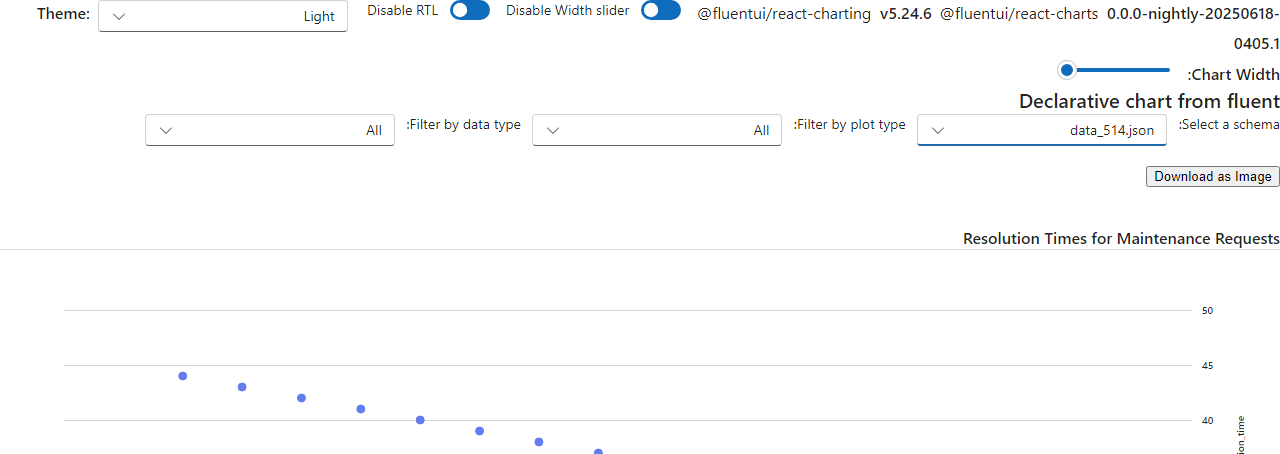 Theme: Light Disable RTL Disable Width slider @fluentui/react-charting v5.24.6 @fluentui/react-charts 0.0.0-nightly-20250618-
0405.1
:Chart Width
Declarative chart from fluent
:Select a schema data_514.json :Filter by plot type All :Filter by data type All
Download as Image
Resolution Times for Maintenance Requests
50
45
40